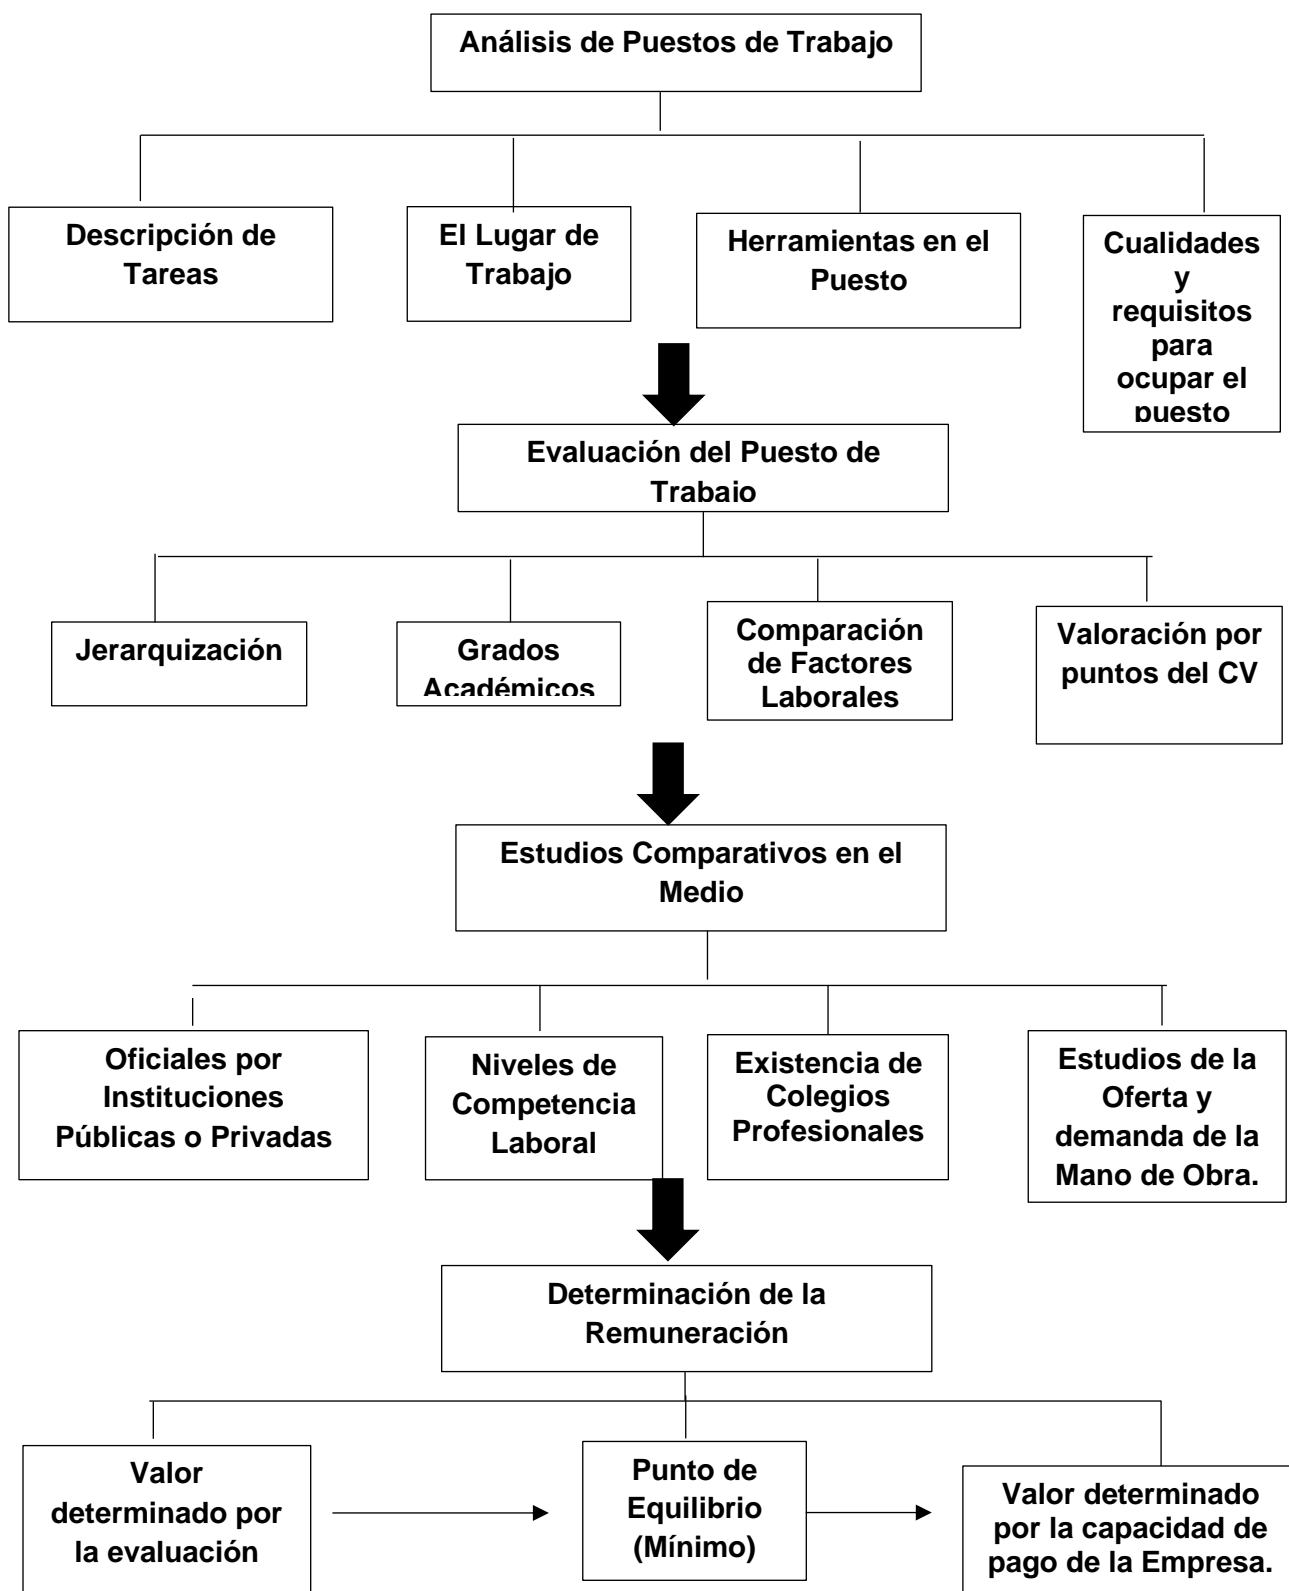 Análisis de Puestos de Trabajo
Descripción de
Tareas
El Lugar de
Trabajo
Herramientas en el
Puesto
Cualidades
y
requisitos
para
ocupar el
puesto
Evaluación del Puesto de
Trabajo
Jerarquización
Grados
Académicos
Comparación
de Factores
Laborales
Valoración por
puntos del CV
Estudios Comparativos en el
Medio
Oficiales por
Instituciones
Públicas o Privadas
Niveles de
Competencia
Laboral
Existencia de
Colegios
Profesionales
Estudios de la
Oferta y
demanda de la
Mano de Obra.
Determinación de la
Remuneración
Valor
determinado por
la evaluación
Punto de
Equilibrio
(Mínimo)
Valor determinado
por la capacidad de
pago de la Empresa.